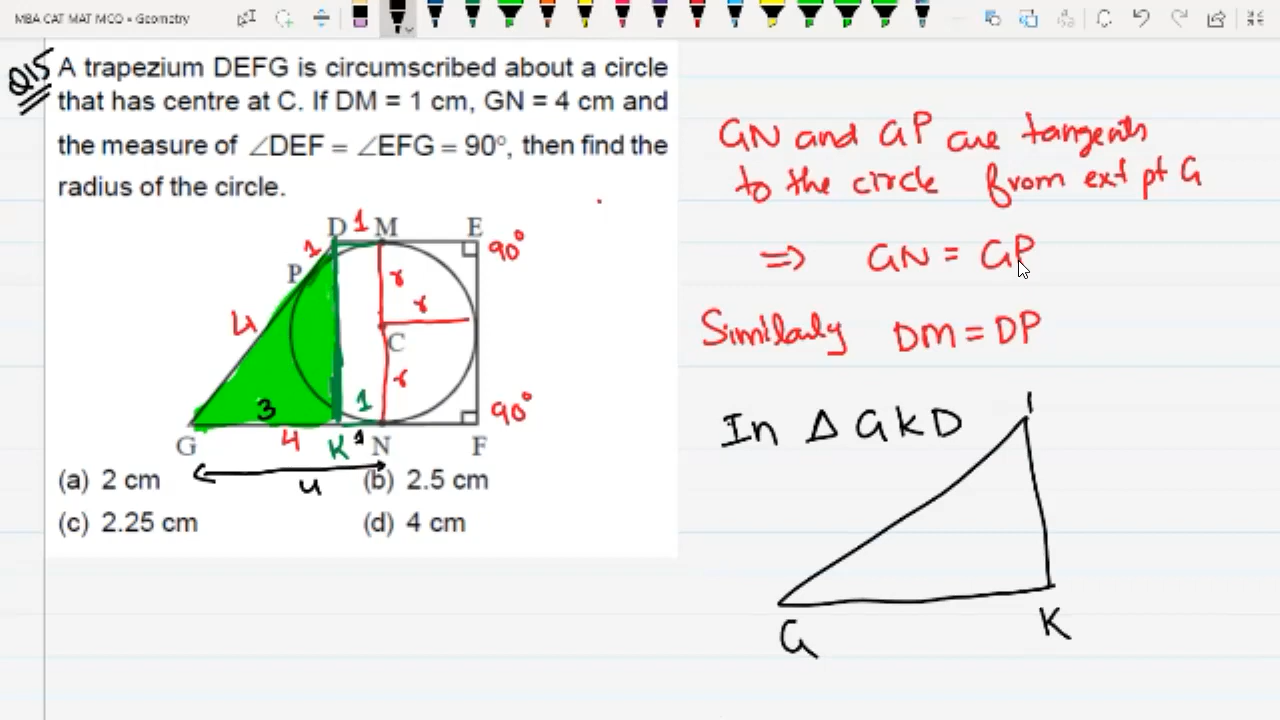 MBA CAT MAT MCQ » Geometry
Q15
A trapezium DEFG is circumscribed about a circle
that has centre at C. If DM = 1 cm, GN = 4 cm and
the measure of ∠DEF = ∠EFG = 90°, then find the
radius of the circle.
D 1 M E
1 90°
P r
r
4 C
r
3 1 90°
G 4 K 1 N F
4
(a) 2 cm (b) 2.5 cm
(c) 2.25 cm (d) 4 cm
GN and GP are tangents
to the circle from ext pt G
⇒ GN = GP
Similarly DM = DP
In Δ GKD
G K